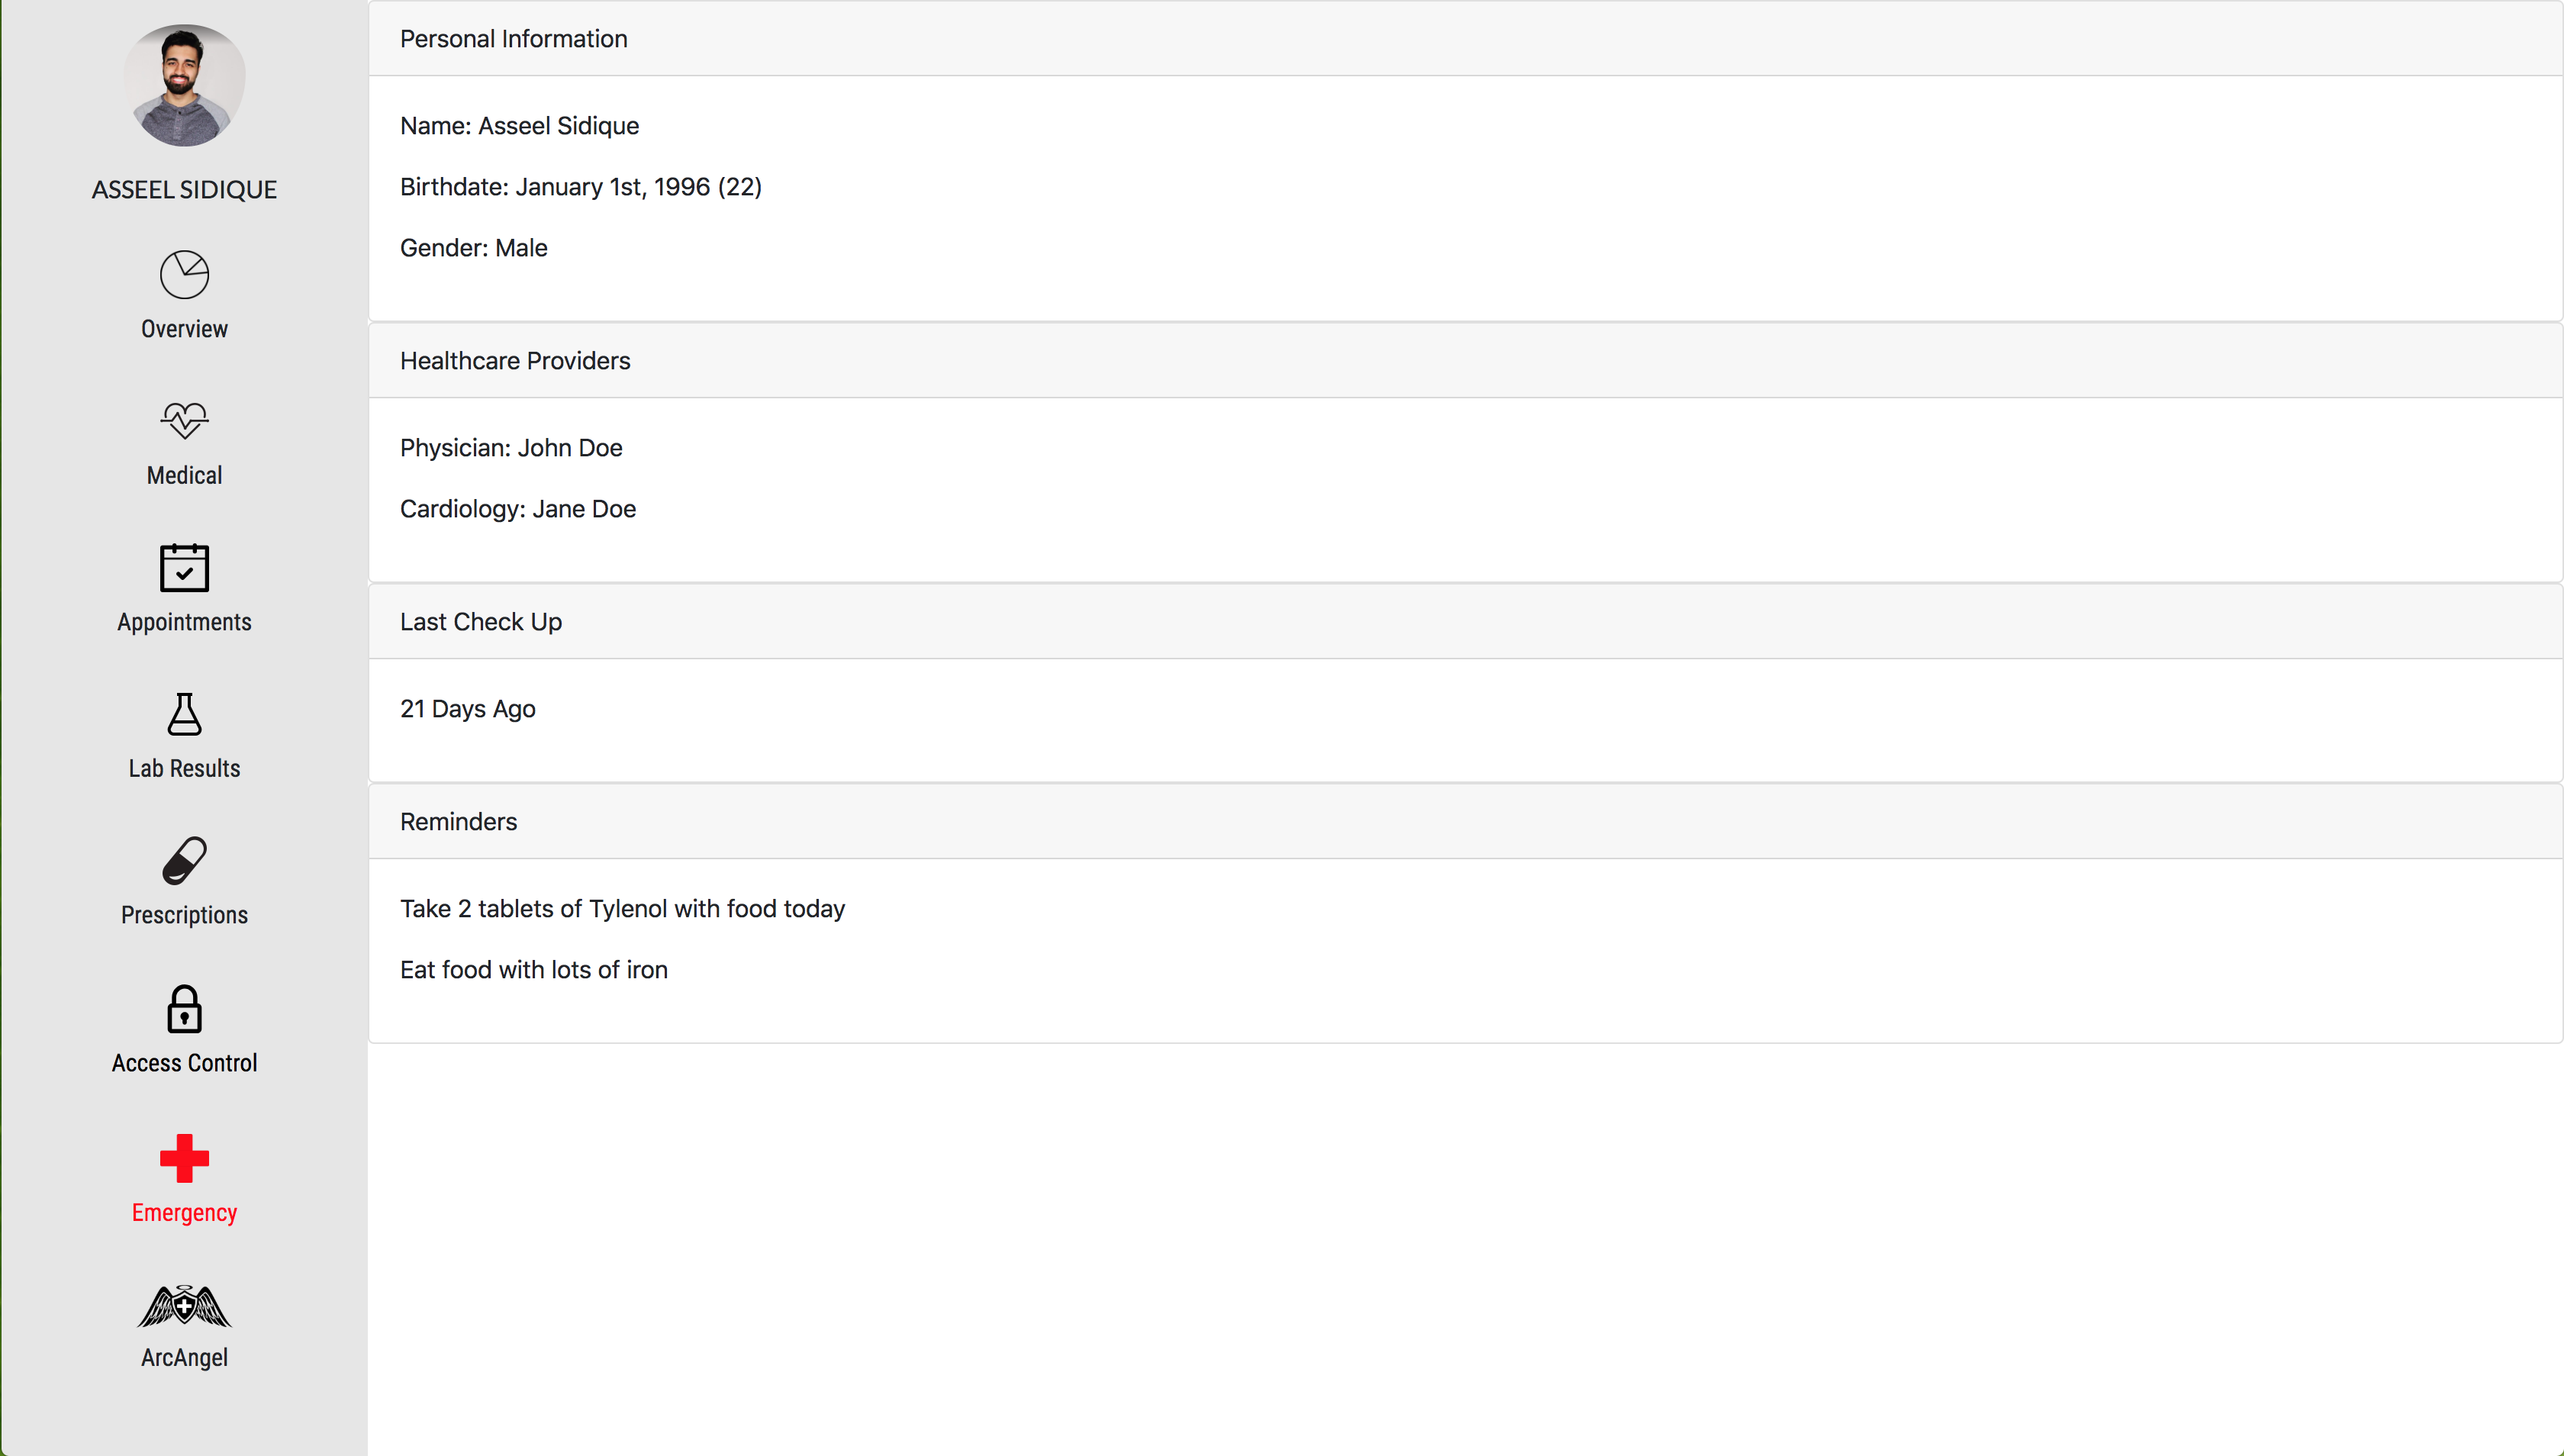 ASSEEL SIDIQUE
Overview
Medical
Appointments
Lab Results
Prescriptions
Access Control
Emergency
ArcAngel
Personal Information
Name: Asseel Sidique
Birthdate: January 1st, 1996 (22)
Gender: Male
Healthcare Providers
Physician: John Doe
Cardiology: Jane Doe
Last Check Up
21 Days Ago
Reminders
Take 2 tablets of Tylenol with food today
Eat food with lots of iron